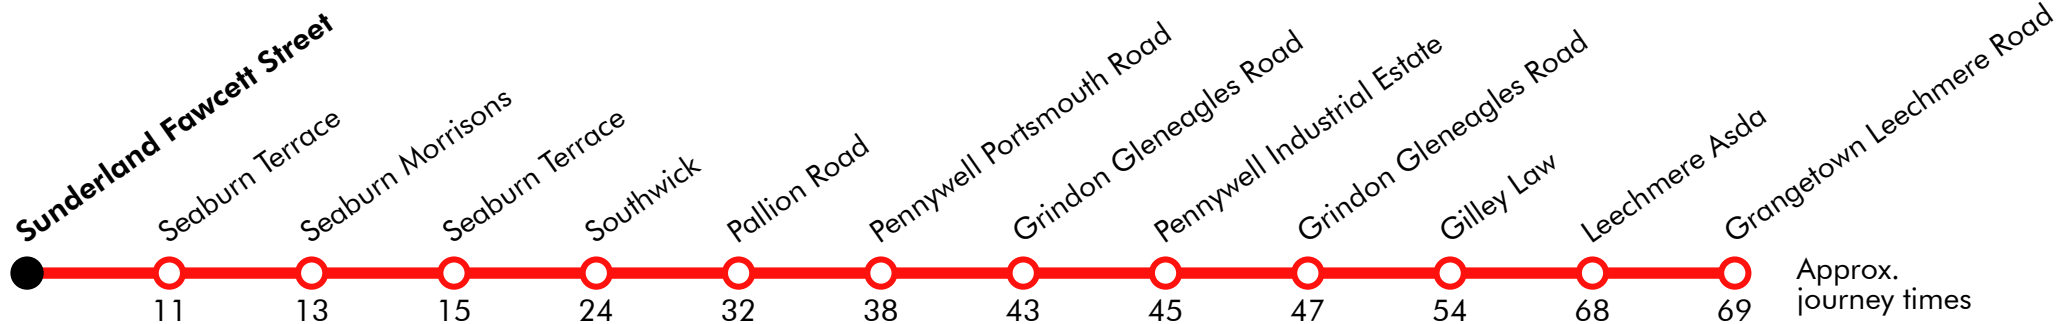 Sunderland Fawcett Street
Seaburn Terrace
Seaburn Morrisons
Seaburn Terrace
Southwick
Pallion Road
Pennywell Portsmouth Road
Grindon Gleneagles Road
Pennywell Industrial Estate
Grindon Gleneagles Road
Gilley Law
Leechmere Asda
Grangetown Leechmere Road
11 13 15 24 32 38 43 45 47 54 68 69
Approx.
journey times